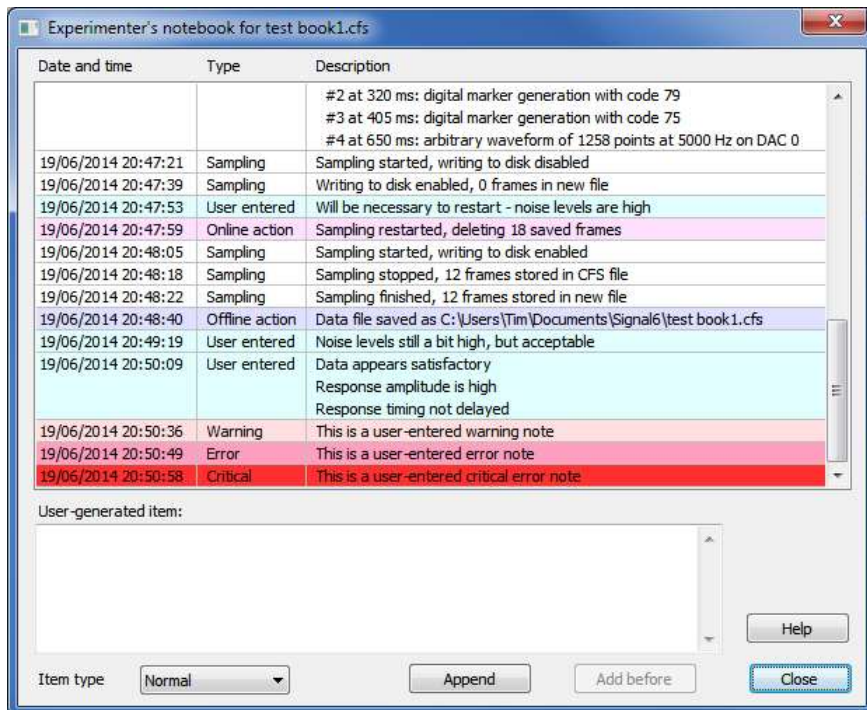 Experimenter's notebook for test book1.cfs
Date and time Type Description
#2 at 320 ms: digital marker generation with code 79
#3 at 405 ms: digital marker generation with code 75
#4 at 650 ms: arbitrary waveform of 1258 points at 5000 Hz on DAC 0
19/06/2014 20:47:21 Sampling Sampling started, writing to disk disabled
19/06/2014 20:47:39 Sampling Writing to disk enabled, 0 frames in new file
19/06/2014 20:47:53 User entered Will be necessary to restart - noise levels are high
19/06/2014 20:47:59 Online action Sampling restarted, deleting 18 saved frames
19/06/2014 20:48:05 Sampling Sampling started, writing to disk enabled
19/06/2014 20:48:18 Sampling Sampling stopped, 12 frames stored in CFS file
19/06/2014 20:48:22 Sampling Sampling finished, 12 frames stored in new file
19/06/2014 20:48:40 Offline action Data file saved as C:\Users\Tim\Documents\Signal6\test book1.cfs
19/06/2014 20:49:19 User entered Noise levels still a bit high, but acceptable
19/06/2014 20:50:09 User entered Data appears satisfactory
Response amplitude is high
Response timing not delayed
19/06/2014 20:50:36 Warning This is a user-entered warning note
19/06/2014 20:50:49 Error This is a user-entered error note
19/06/2014 20:50:58 Critical This is a user-entered critical error note
User-generated item:
Help
Item type Normal Append Add before Close